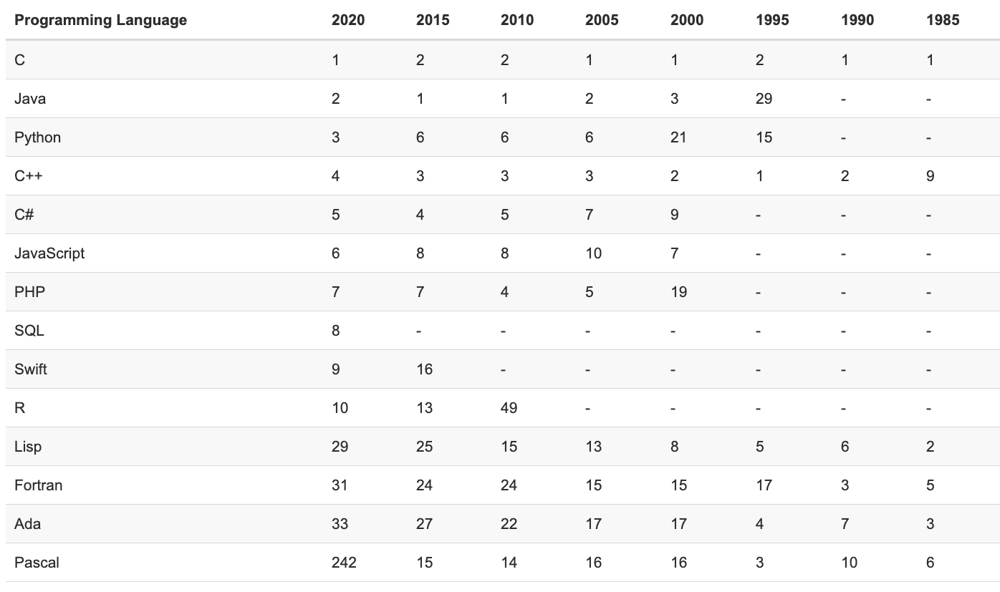 Programming Language 2020 2015 2010 2005 2000 1995 1990 1985
C 1 2 2 1 1 2 1 1
Java 2 1 1 2 3 29 - -
Python 3 6 6 6 21 15 - -
C++ 4 3 3 3 2 1 2 9
C# 5 4 5 7 9 - - -
JavaScript 6 8 8 10 7 - - -
PHP 7 7 4 5 19 - - -
SQL 8 - - - - - - -
Swift 9 16 - - - - - -
R 10 13 49 - - - - -
Lisp 29 25 15 13 8 5 6 2
Fortran 31 24 24 15 15 17 3 5
Ada 33 27 22 17 17 4 7 3
Pascal 242 15 14 16 16 3 10 6